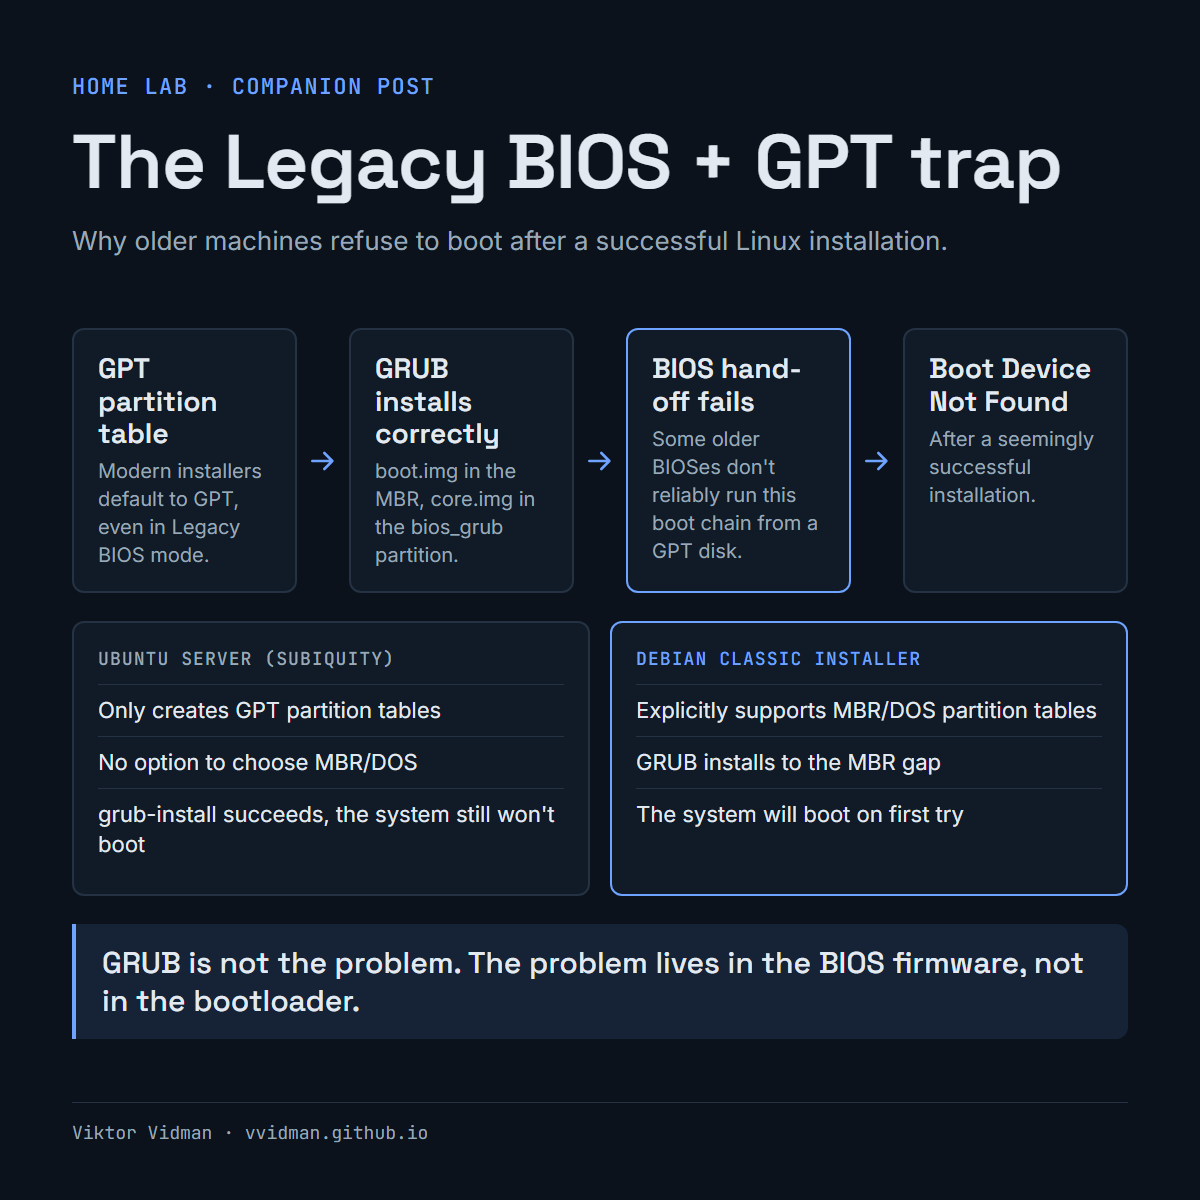 HOME LAB · COMPANION POST
The Legacy BIOS + GPT trap
Why older machines refuse to boot after a successful Linux installation.
GPT
partition
table
Modern installers
default to GPT,
even in Legacy
BIOS mode.
→
GRUB
installs
correctly
boot.img in the
MBR, core.img in
the bios_grub
partition.
→
BIOS hand-
off fails
Some older
BIOSes don't
reliably run this
boot chain from a
GPT disk.
→
Boot Device
Not Found
After a seemingly
successful
installation.
UBUNTU SERVER (SUBIQUITY)
Only creates GPT partition tables
No option to choose MBR/DOS
grub-install succeeds, the system still won't
boot
DEBIAN CLASSIC INSTALLER
Explicitly supports MBR/DOS partition tables
GRUB installs to the MBR gap
The system will boot on first try
GRUB is not the problem. The problem lives in the BIOS firmware, not
in the bootloader.
Viktor Vidman · vvidman.github.io